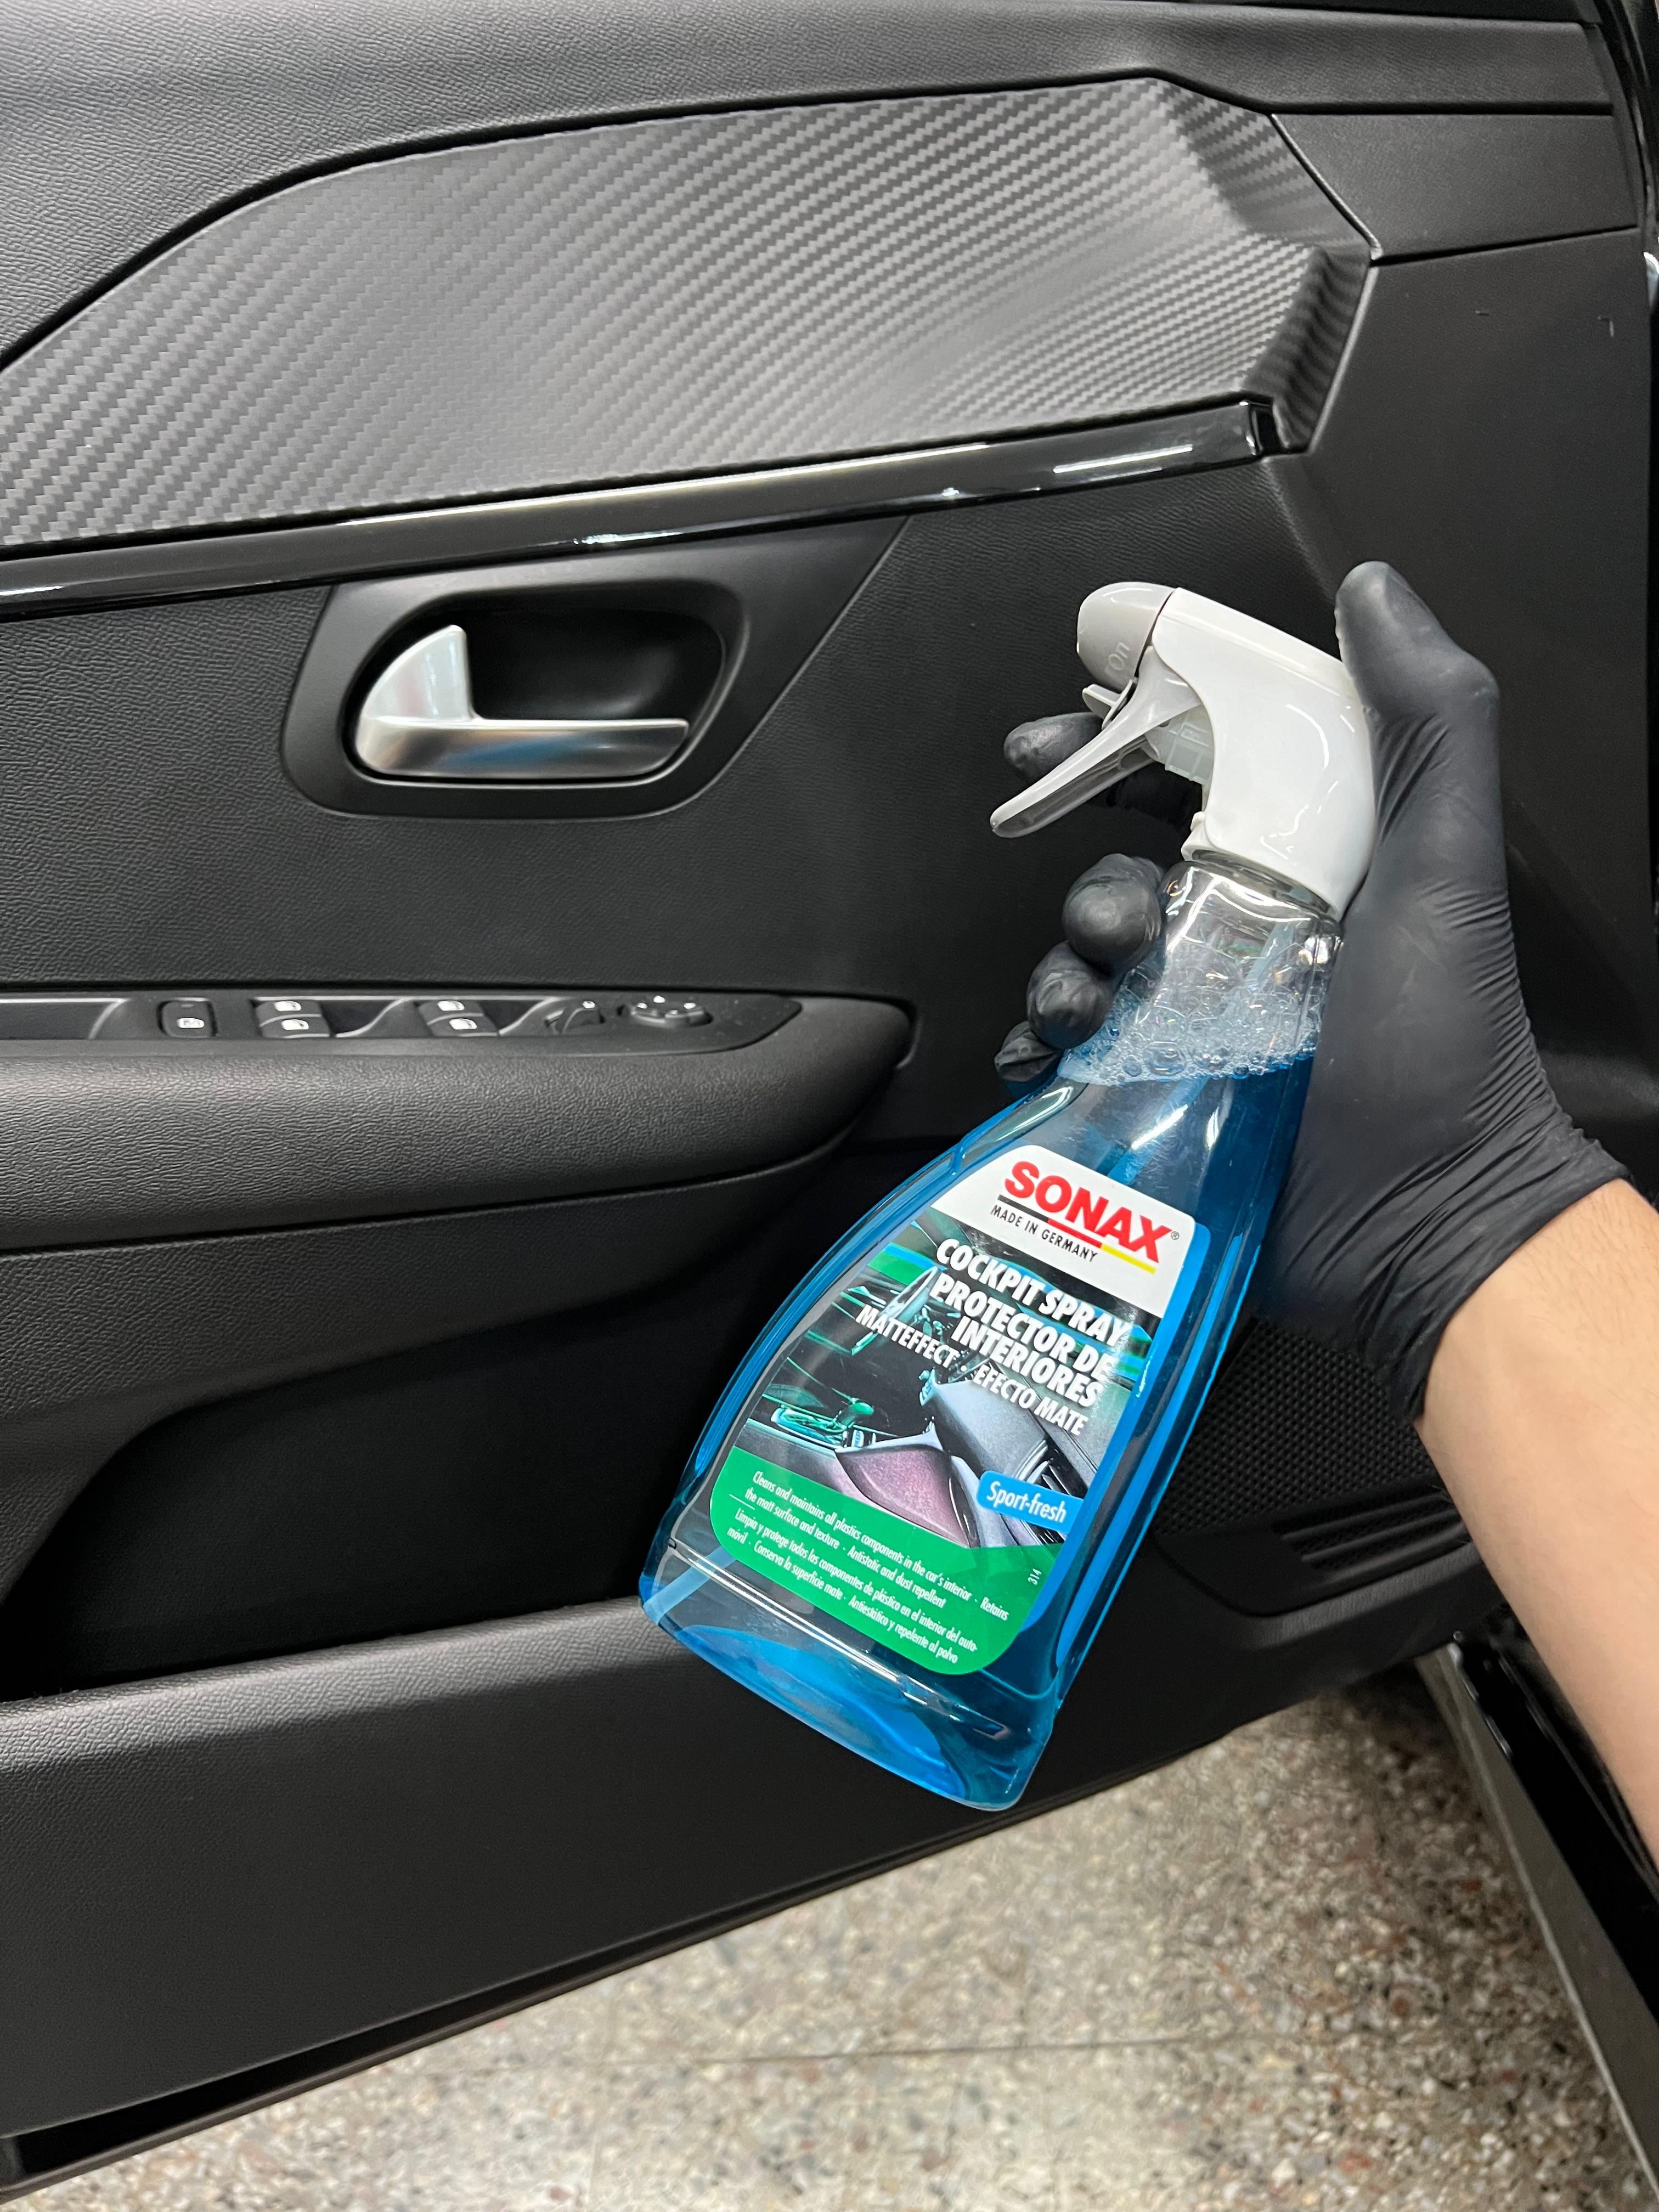 On
SONAX®
MADE IN GERMANY
COCKPIT SPRAY
PROTECTOR DE
INTERIORES
MATTEFFECT · EFECTO MATE
Sport-fresh
Cleans and maintains all plastics components in the car's interior · Retains
the matt surface and texture · Antistatic and dust repellent
Limpia y protege todos los componentes de plástico en el interior del auto-
móvil · Conserva la superficie mate · Antiestático y repelente al polvo
314